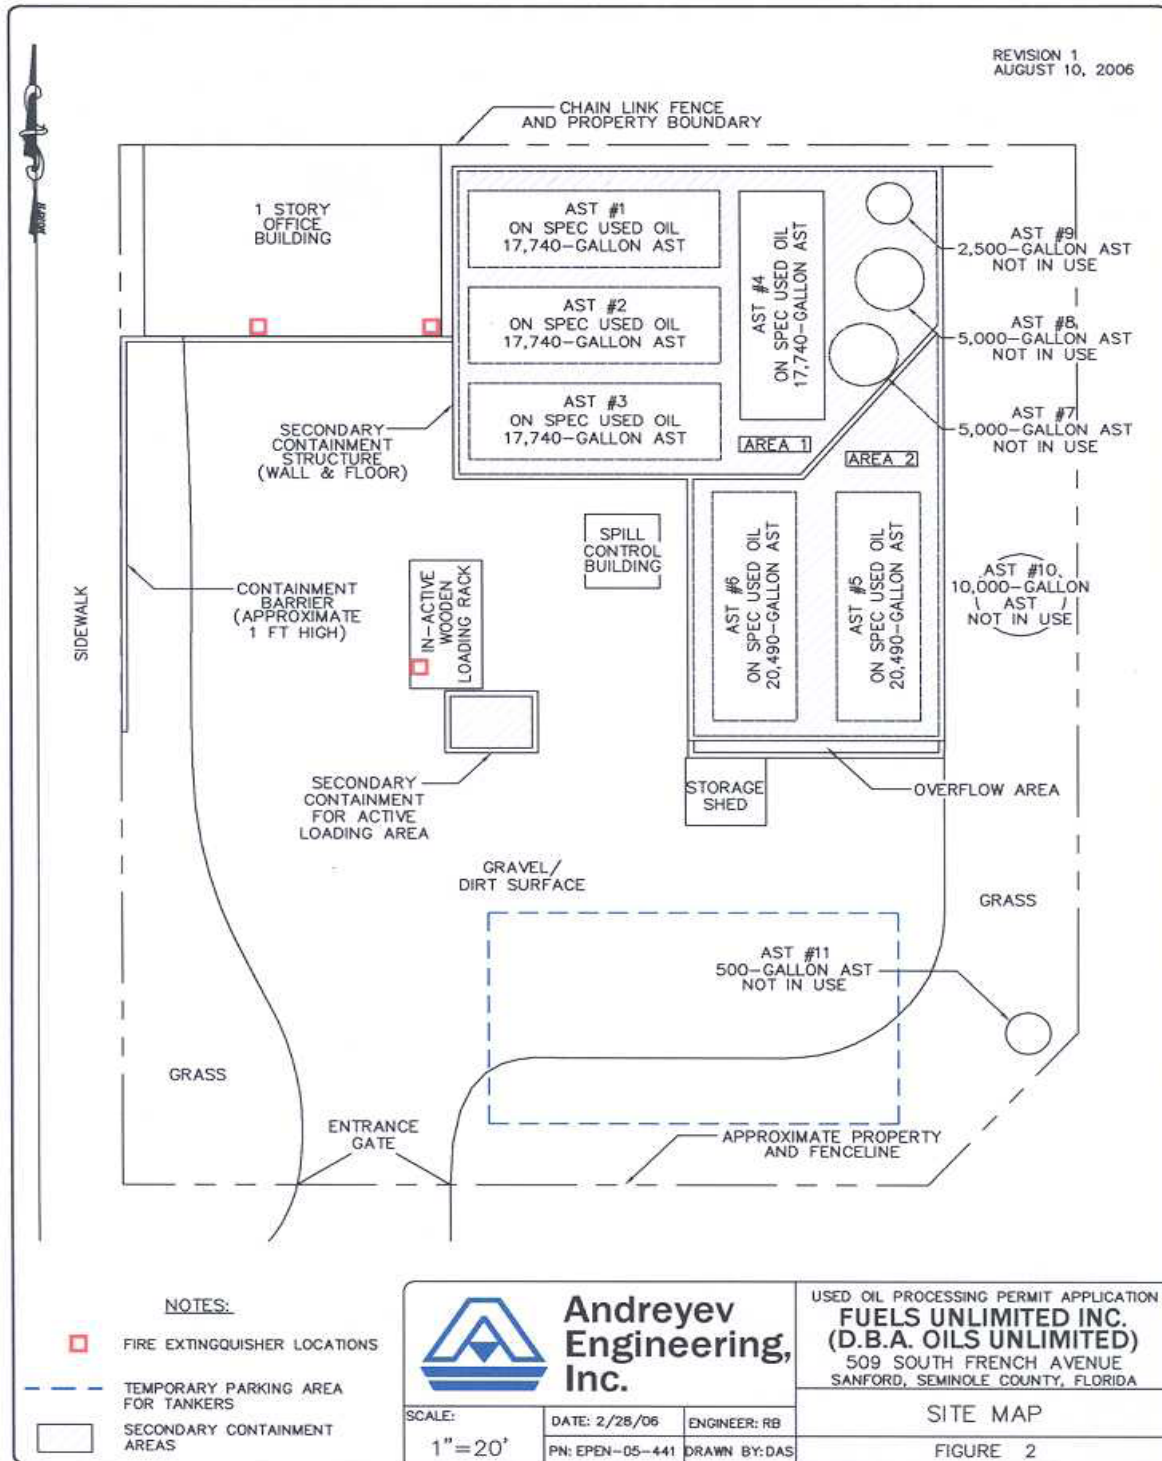 REVISION 1
AUGUST 10, 2006
NORTH
CHAIN LINK FENCE
AND PROPERTY BOUNDARY
1 STORY
OFFICE
BUILDING
AST #1
ON SPEC USED OIL
17,740-GALLON AST
AST #2
ON SPEC USED OIL
17,740-GALLON AST
AST #3
ON SPEC USED OIL
17,740-GALLON AST
AST #4
ON SPEC USED OIL
17,740-GALLON AST
AST #9
2,500-GALLON AST
NOT IN USE
AST #8
5,000-GALLON AST
NOT IN USE
AST #7
5,000-GALLON AST
NOT IN USE
AREA 1
AREA 2
SECONDARY
CONTAINMENT
STRUCTURE
(WALL & FLOOR)
SPILL
CONTROL
BUILDING
AST #6
ON SPEC USED OIL
20,490-GALLON AST
AST #5
ON SPEC USED OIL
20,490-GALLON AST
AST #10
10,000-GALLON
AST
NOT IN USE
SIDEWALK
CONTAINMENT
BARRIER
(APPROXIMATE
1 FT HIGH)
IN-ACTIVE
WOODEN
LOADING RACK
SECONDARY
CONTAINMENT
FOR ACTIVE
LOADING AREA
STORAGE
SHED
OVERFLOW AREA
GRAVEL/
DIRT SURFACE
GRASS
AST #11
500-GALLON AST
NOT IN USE
GRASS
ENTRANCE
GATE
APPROXIMATE PROPERTY
AND FENCELINE
NOTES:
FIRE EXTINGQUISHER LOCATIONS
TEMPORARY PARKING AREA
FOR TANKERS
SECONDARY CONTAINMENT
AREAS
Andreyev
Engineering,
Inc.
SCALE:
1"=20'
DATE: 2/28/06
ENGINEER: RB
PN: EPEN-05-441
DRAWN BY: DAS
USED OIL PROCESSING PERMIT APPLICATION
FUELS UNLIMITED INC.
(D.B.A. OILS UNLIMITED)
509 SOUTH FRENCH AVENUE
SANFORD, SEMINOLE COUNTY, FLORIDA
SITE MAP
FIGURE 2